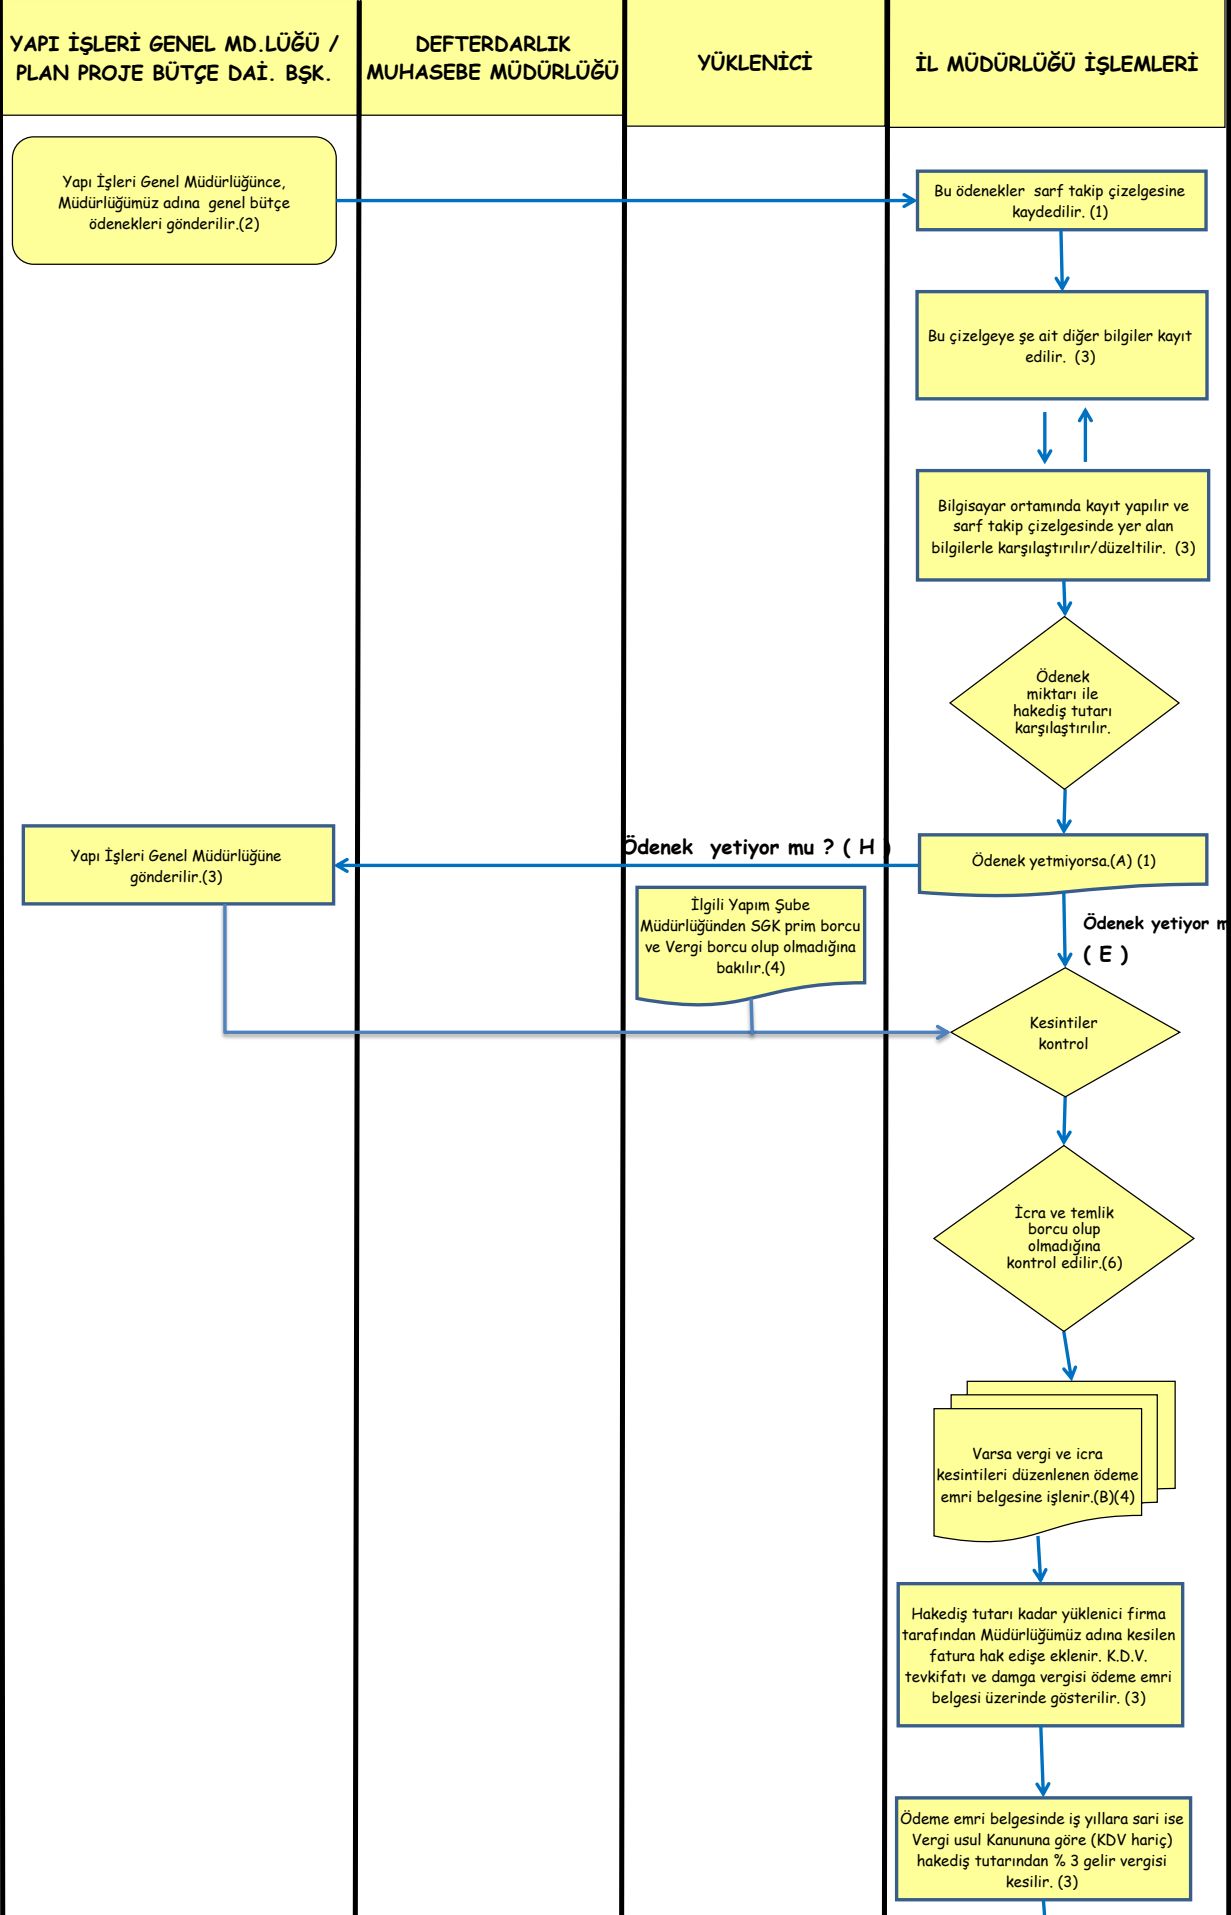 YAPI İŞLERİ GENEL MD.LÜĞÜ /
PLAN PROJE BÜTÇE DAİ. BŞK.
DEFTERDARLIK
MUHASEBE MÜDÜRLÜĞÜ
YÜKLENİCİ
İL MÜDÜRLÜĞÜ İŞLEMLERİ
Yapı İşleri Genel Müdürlüğünce,
Müdürlüğümüz adına genel bütçe
ödenekleri gönderilir.(2)
Bu ödenekler sarf takip çizelgesine
kaydedilir. (1)
Bu çizelgeye şe ait diğer bilgiler kayıt
edilir. (3)
Bilgisayar ortamında kayıt yapılır ve
sarf takip çizelgesinde yer alan
bilgilerle karşılaştırılır/düzeltilir. (3)
Ödenek
miktarı ile
hakediş tutarı
karşılaştırılır.
Yapı İşleri Genel Müdürlüğüne
gönderilir.(3)
Ödenek yetiyor mu ? ( H )
Ödenek yetmiyorsa.(A) (1)
İlgili Yapım Şube
Müdürlüğünden SGK prim borcu
ve Vergi borcu olup olmadığına
bakılır.(4)
Ödenek yetiyor m
( E )
Kesintiler
kontrol
İcra ve temlik
borcu olup
olmadığına
kontrol edilir.(6)
Varsa vergi ve icra
kesintileri düzenlenen ödeme
emri belgesine işlenir.(B)(4)
Hakediş tutarı kadar yüklenici firma
tarafından Müdürlüğümüz adına kesilen
fatura hak edişe eklenir. K.D.V.
tevkifatı ve damga vergisi ödeme emri
belgesi üzerinde gösterilir. (3)
Ödeme emri belgesinde iş yıllara sari ise
Vergi usul Kanununa göre (KDV hariç)
hakediş tutarından % 3 gelir vergisi
kesilir. (3)